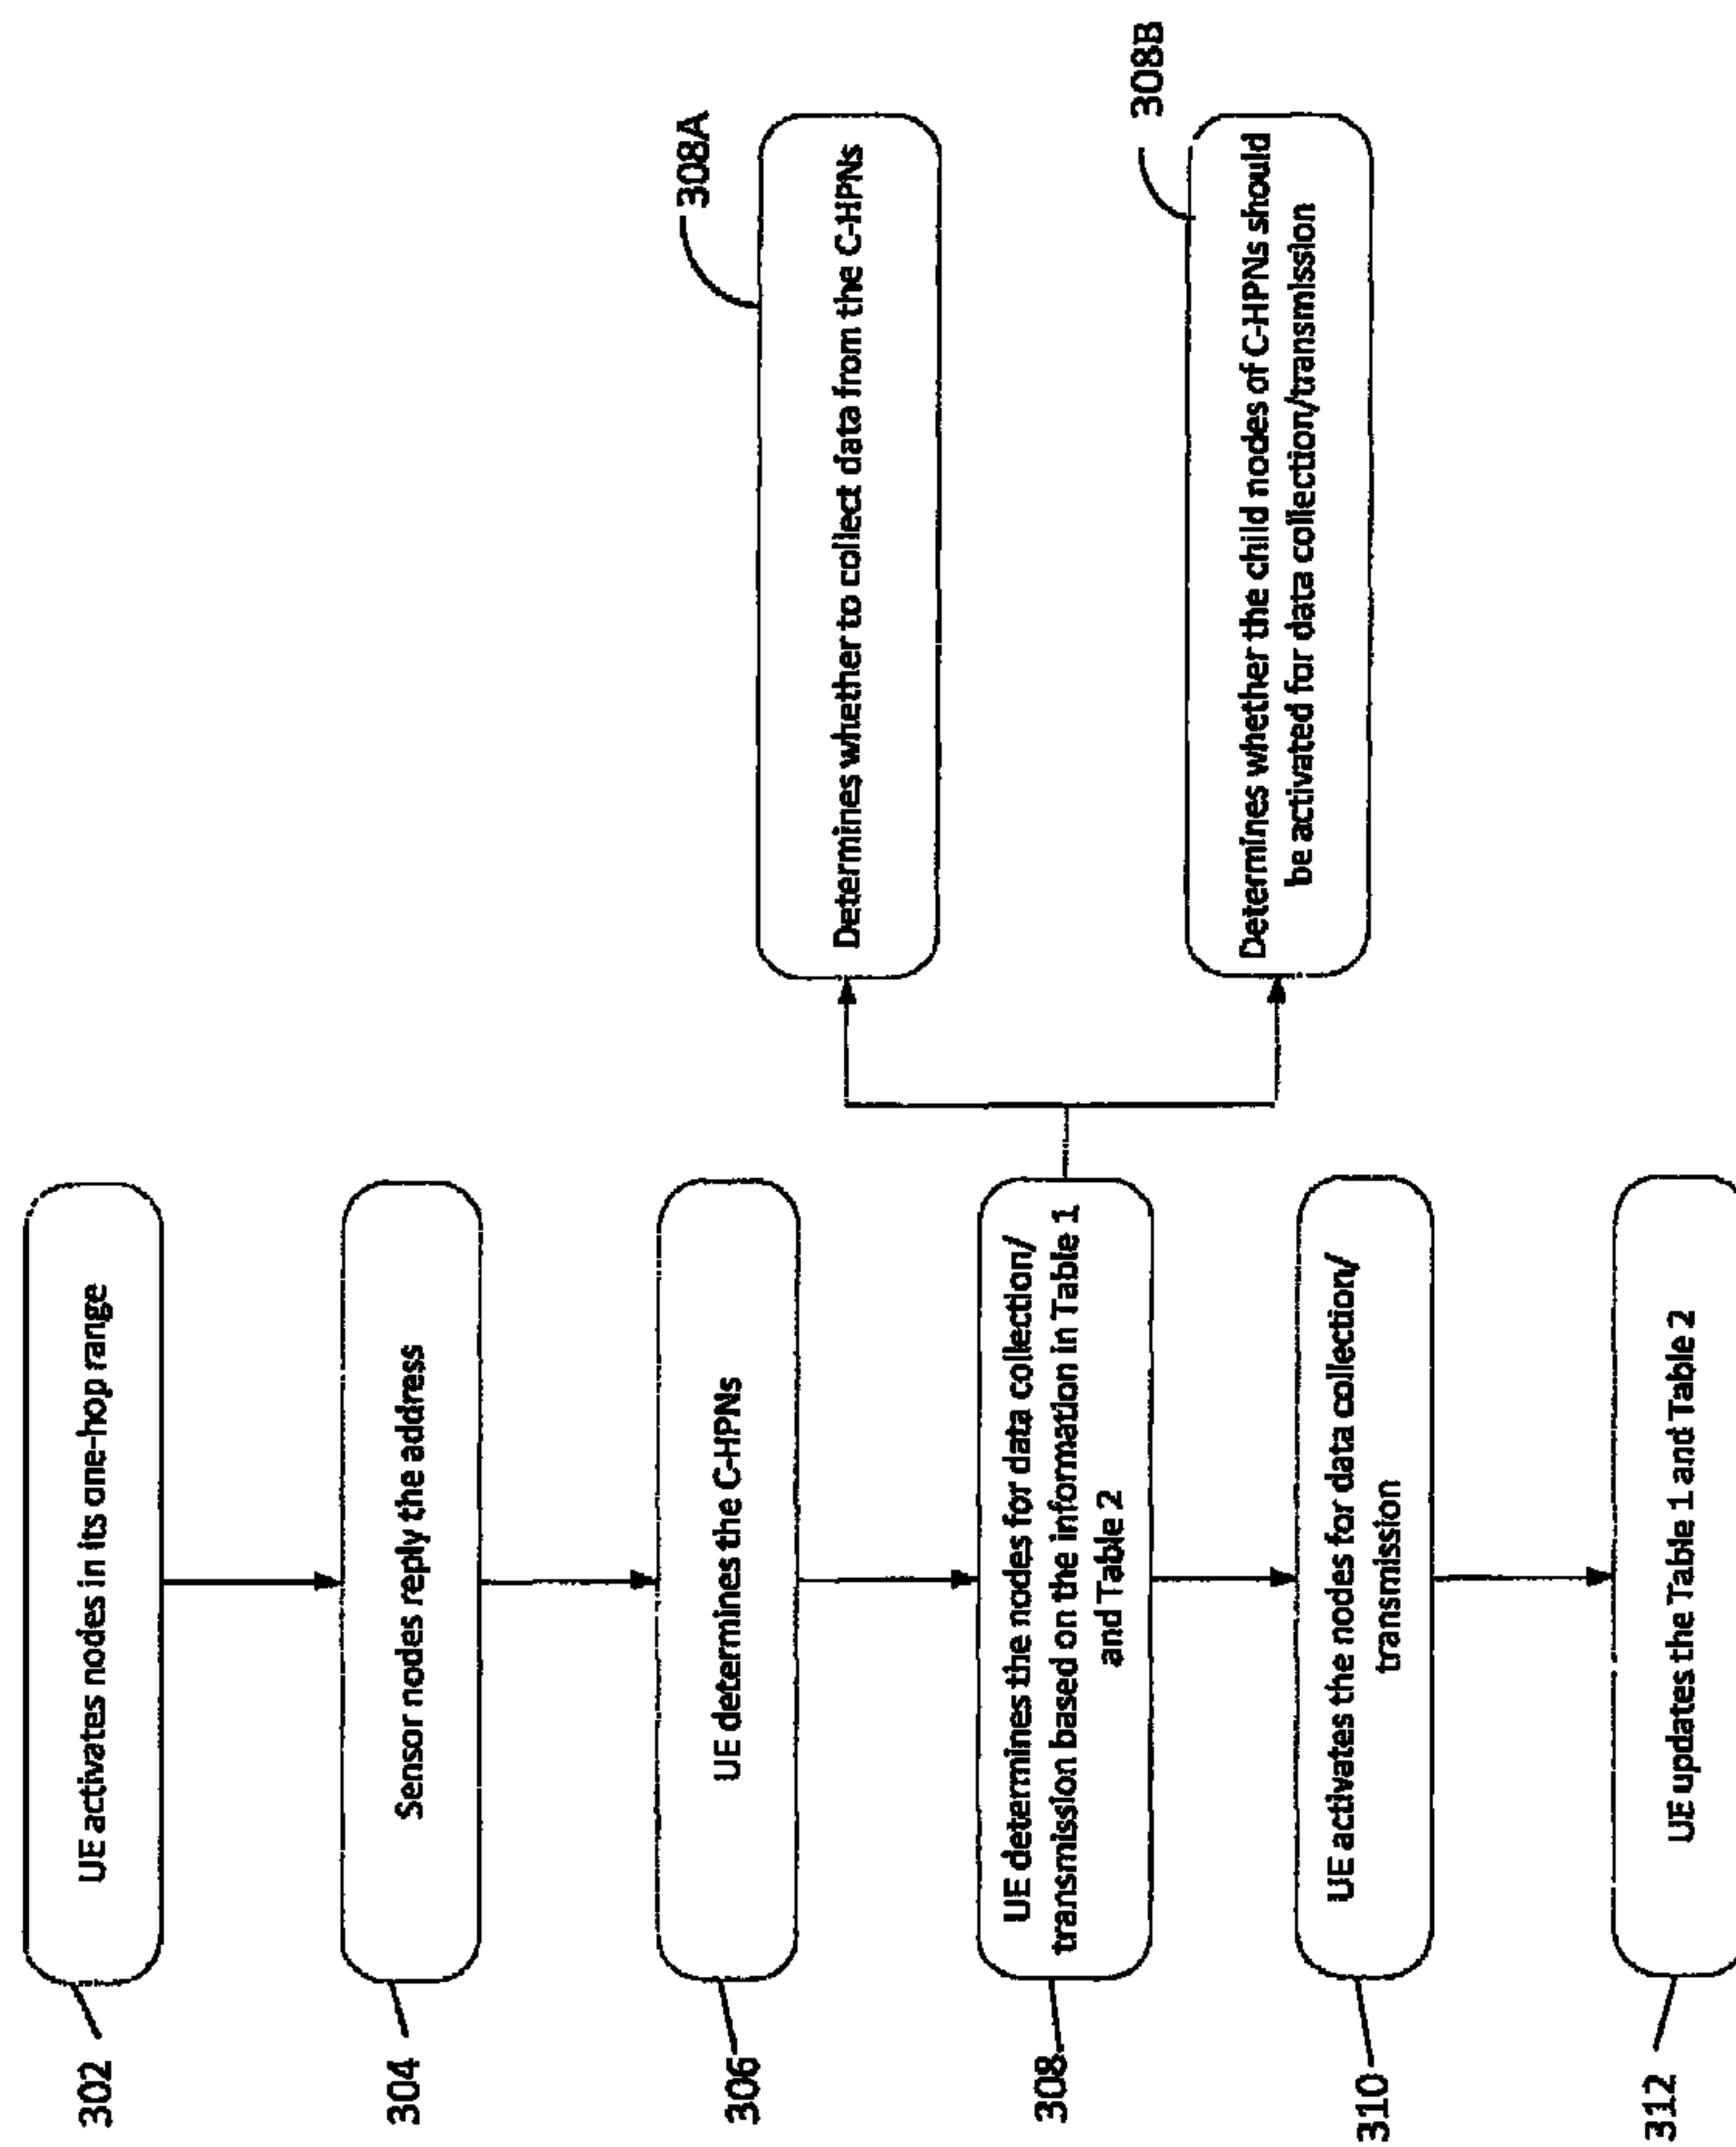 302
UE activates nodes in its one-hop range
304
Sensor nodes reply the address
306
UE determines the C-HPNs
308
UE determines the nodes for data collection/
transmission based on the information in Table 1
and Table 2
308A
Determines whether to collect data from the C-HPNs
308B
Determines whether the child nodes of C-HPNs should
be activated for data collection/transmission
310
UE activates the nodes for data collection/
transmission
312
UE updates the Table 1 and Table 2